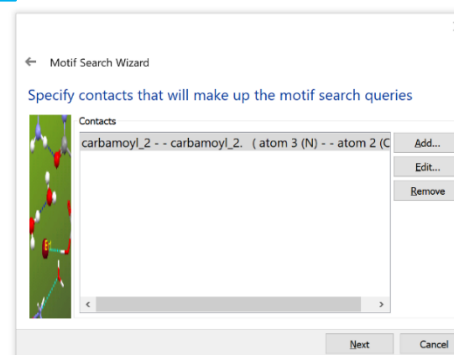 ← Motif Search Wizard
Specify contacts that will make up the motif search queries
Contacts
carbamoyl_2 - - carbamoyl_2. ( atom 3 (N) - - atom 2 (C
Add...
Edit...
Remove
Next Cancel